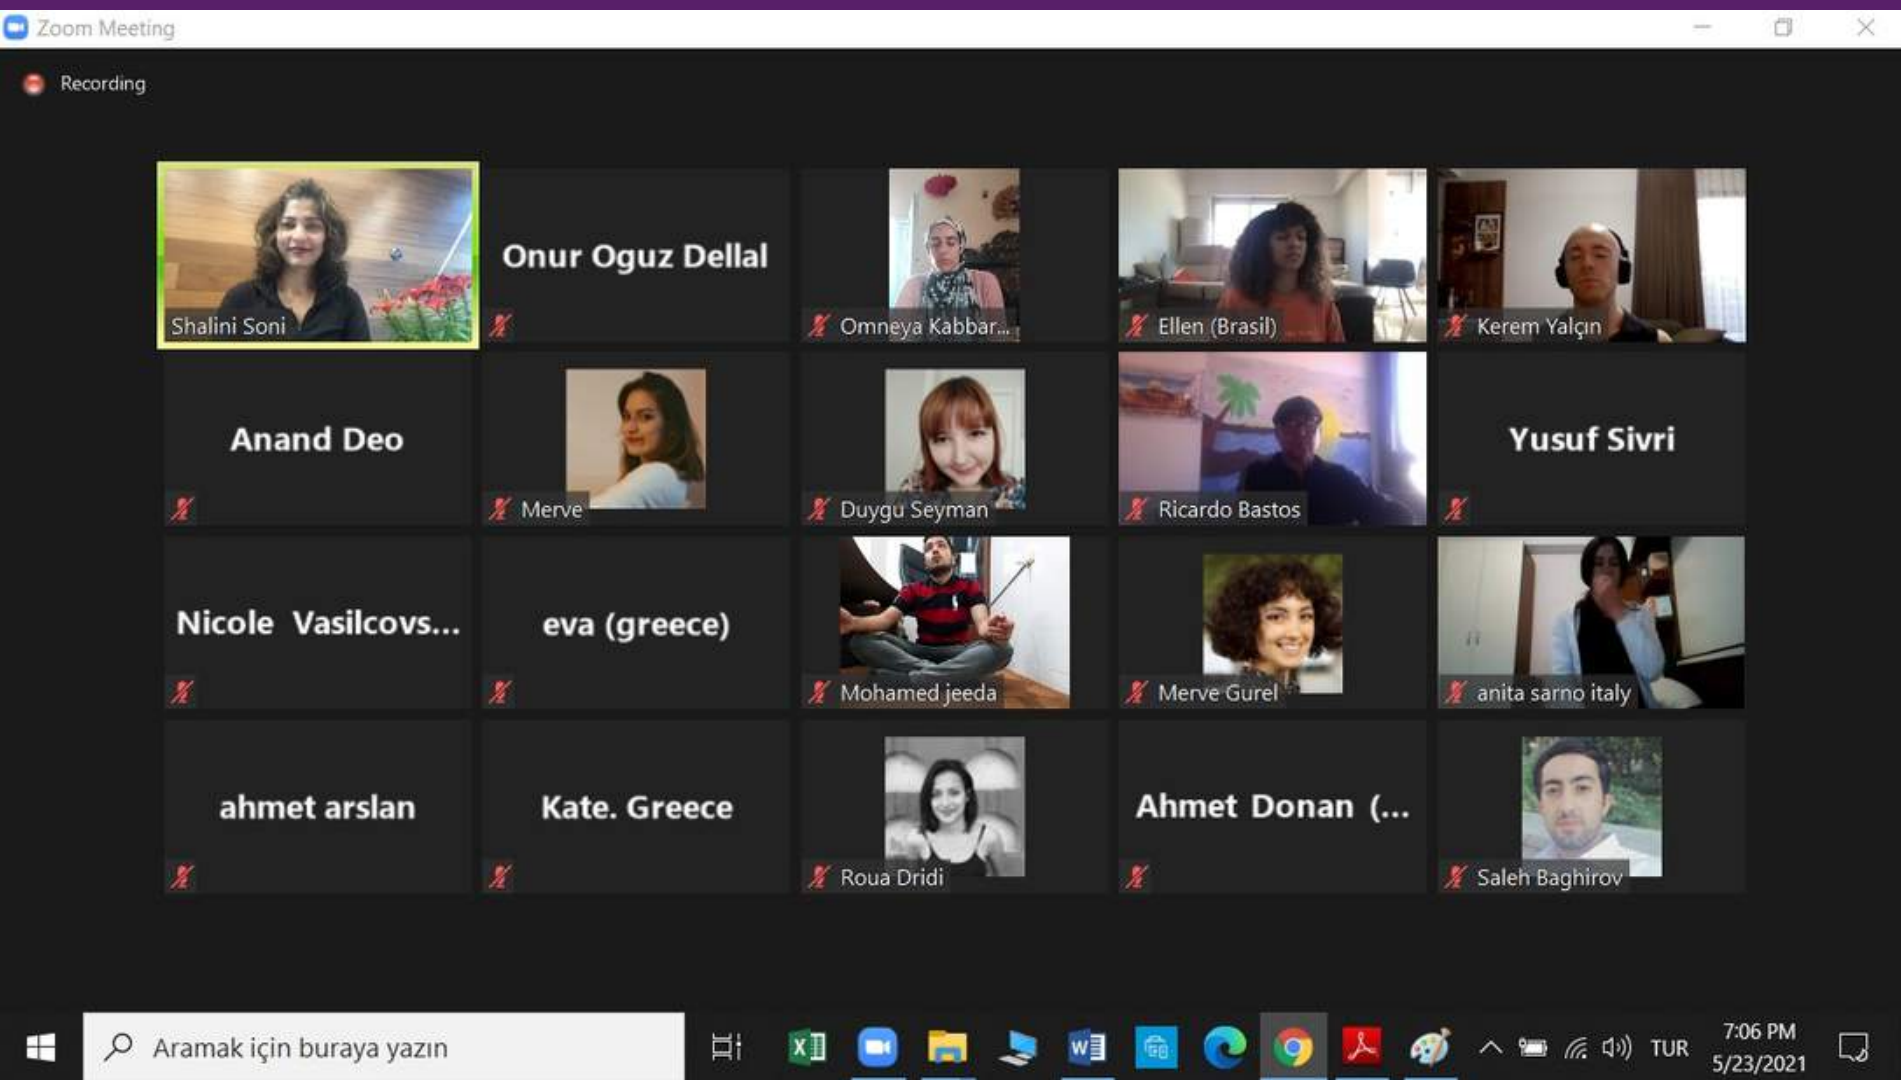 Zoom Meeting
Recording
Shalini Soni
Onur Oguz Dellal
Omneya Kabbar...
Ellen (Brasil)
Kerem Yalçın
Anand Deo
Merve
Duygu Seyman
Ricardo Bastos
Yusuf Sivri
Nicole Vasilcovs...
eva (greece)
Mohamed jeeda
Merve Gurel
anita sarno italy
ahmet arslan
Kate. Greece
Roua Dridi
Ahmet Donan (...
Saleh Baghirov
Aramak için buraya yazın
TUR
7:06 PM
5/23/2021